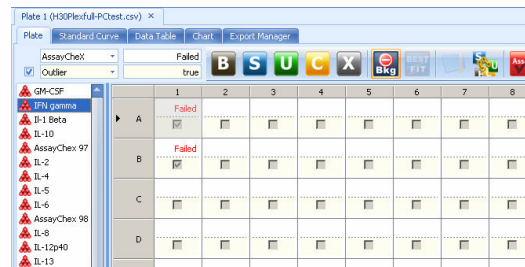 Plate 1 (H30Plexfull-PCtest.csv) ×
Plate Standard Curve Data Table Chart Export Manager
AssayCheX Failed
Outlier true
B S U C X Bkg BEST FIT S U Ass
GM-CSF
IFN gamma
Il-1 Beta
IL-10
AssayChex 97
IL-2
IL-4
IL-5
IL-6
AssayChex 98
IL-8
IL-12p40
IL-13
1 2 3 4 5 6 7 8
A Failed
B Failed
C
D